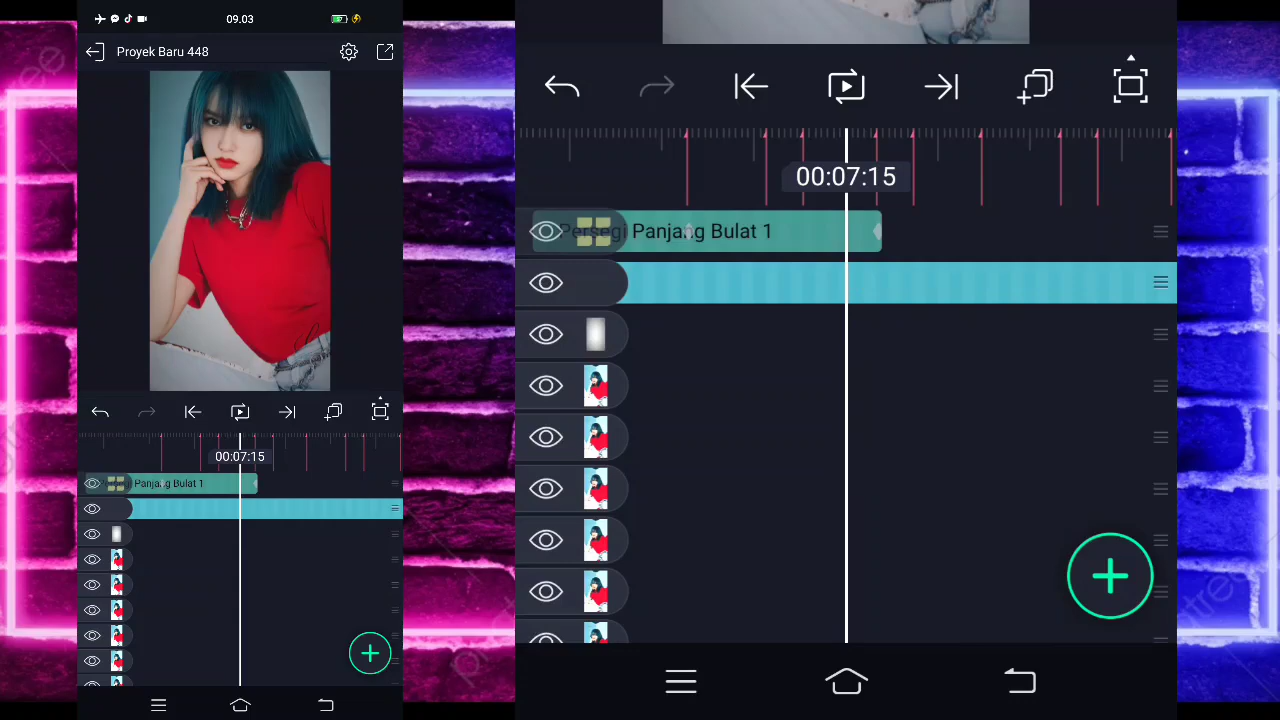 09.03
Proyek Baru 448
00:07:15
Panjang Bulat 1
00:07:15
Persegi Panjang Bulat 1